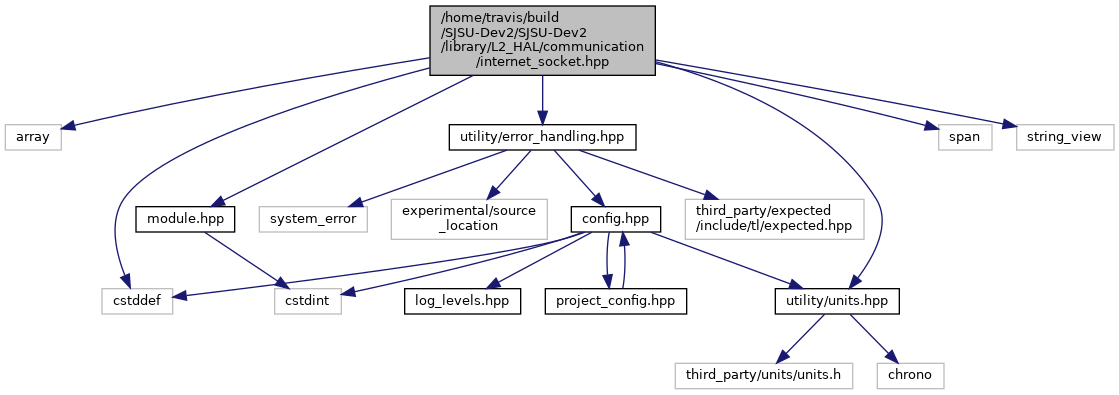 /home/travis/build
/SJSU-Dev2/SJSU-Dev2
/library/L2_HAL/communication
/internet_socket.hpp
array
utility/error_handling.hpp
span
string_view
module.hpp
system_error
experimental/source
_location
config.hpp
third_party/expected
/include/tl/expected.hpp
cstddef
cstdint
log_levels.hpp
project_config.hpp
utility/units.hpp
third_party/units/units.h
chrono